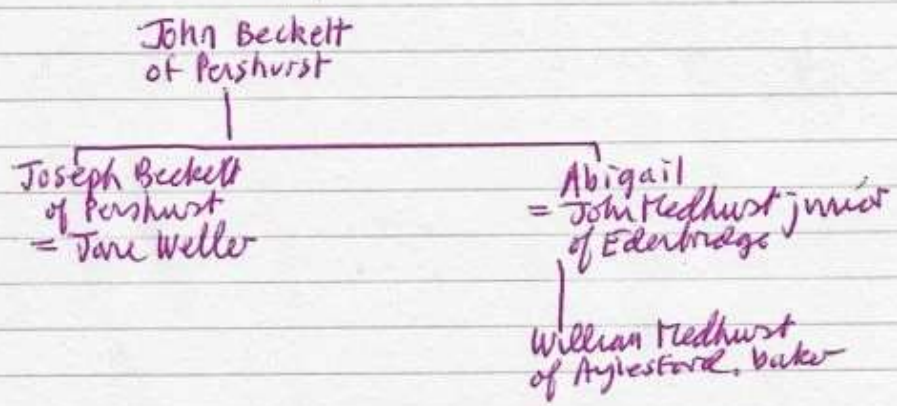 John Beckett
of Penshurst
Joseph Beckett
of Penshurst
= Jane Weller
Abigail
= John Medhurst junior
of Edenbridge
William Medhurst
of Aylesford, baker